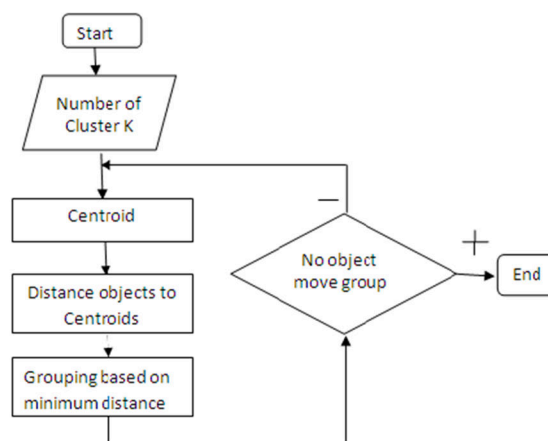 Start
Number of
Cluster K
Centroid
Distance objects to
Centroids
Grouping based on
minimum distance
−
No object
move group
+
End